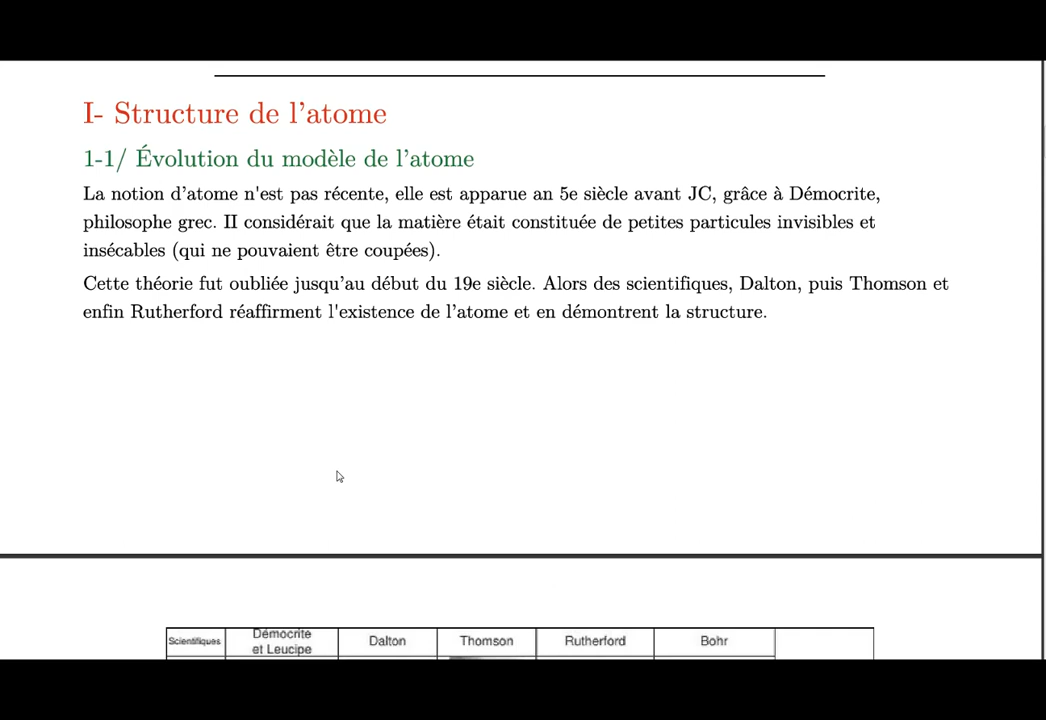 I- Structure de l'atome
1-1/ Évolution du modèle de l'atome
La notion d'atome n'est pas récente, elle est apparue an 5e siècle avant JC, grâce à Démocrite,
philosophe grec. II considérait que la matière était constituée de petites particules invisibles et
insécables (qui ne pouvaient être coupées).
Cette théorie fut oubliée jusqu'au début du 19e siècle. Alors des scientifiques, Dalton, puis Thomson et
enfin Rutherford réaffirment l'existence de l'atome et en démontrent la structure.
Scientifiques Démocrite Dalton Thomson Rutherford Bohr
et Leucipe